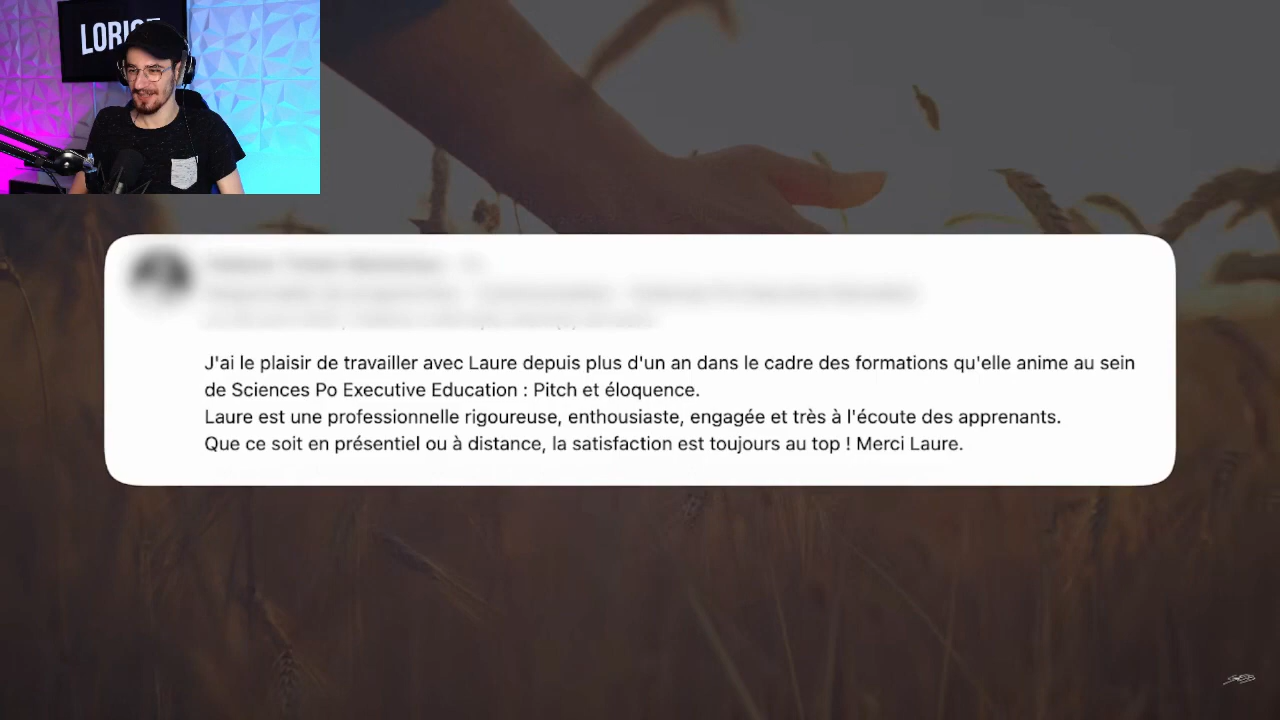 LORIS
J'ai le plaisir de travailler avec Laure depuis plus d'un an dans le cadre des formations qu'elle anime au sein
de Sciences Po Executive Education : Pitch et éloquence.
Laure est une professionnelle rigoureuse, enthousiaste, engagée et très à l'écoute des apprenants.
Que ce soit en présentiel ou à distance, la satisfaction est toujours au top ! Merci Laure.